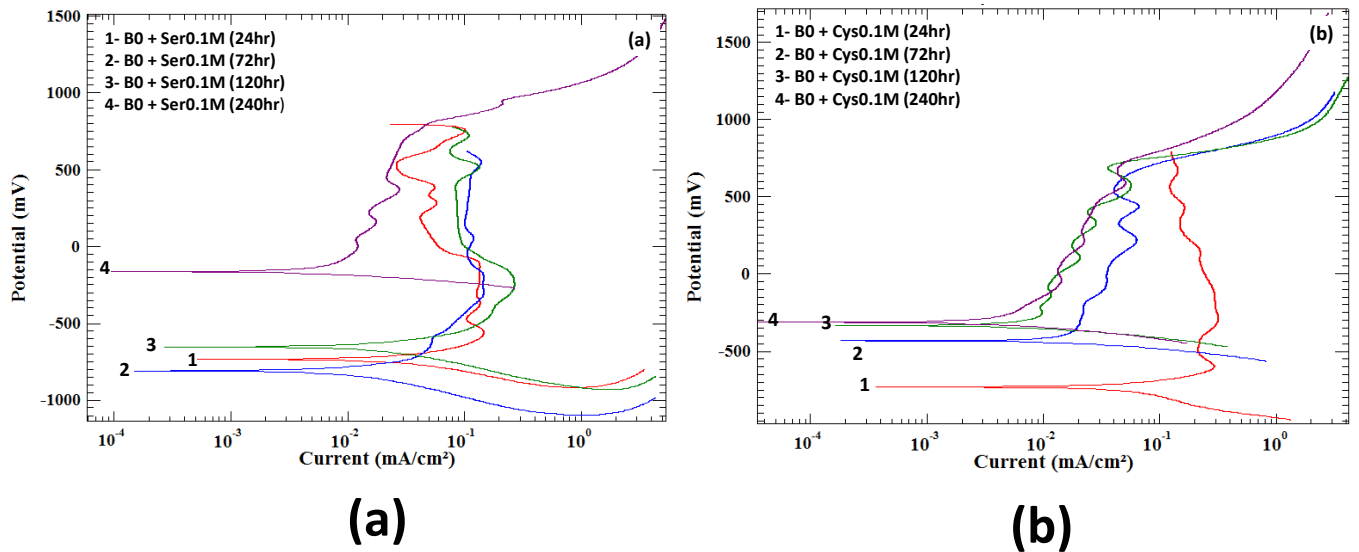 1- B0 + Ser0.1M (24hr)
2- B0 + Ser0.1M (72hr)
3- B0 + Ser0.1M (120hr)
4- B0 + Ser0.1M (240hr)
(a)
1500
1000
500
0
-500
-1000
Potential (mV)
4
3
1
2
10⁻⁴
10⁻³
10⁻²
10⁻¹
10⁰
Current (mA/cm²)
(a)
1- B0 + Cys0.1M (24hr)
2- B0 + Cys0.1M (72hr)
3- B0 + Cys0.1M (120hr)
4- B0 + Cys0.1M (240hr)
(b)
1500
1000
500
0
-500
Potential (mV)
4
3
2
1
10⁻⁴
10⁻³
10⁻²
10⁻¹
10⁰
Current (mA/cm²)
(b)